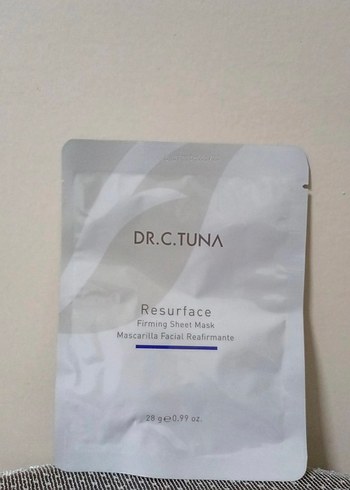 DR.C.TUNA
Resurface
Firming Sheet Mask
Mascarilla Facial Reafirmante
28 g ℮ 0.99 oz.